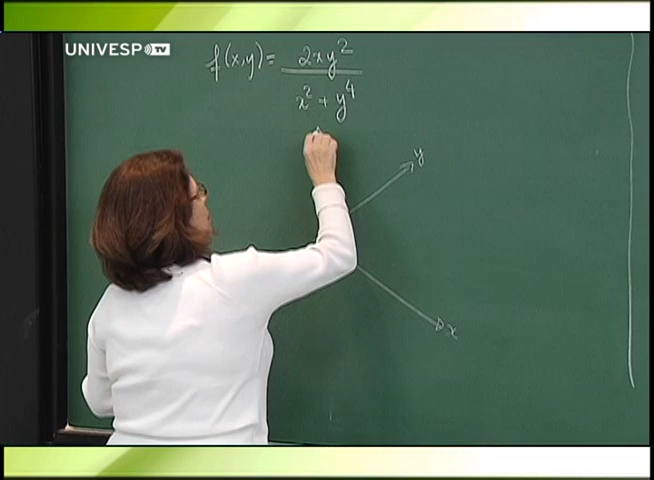 UNIVESP TV
f(x,y) = 2xy²
x² + y⁴
y
x